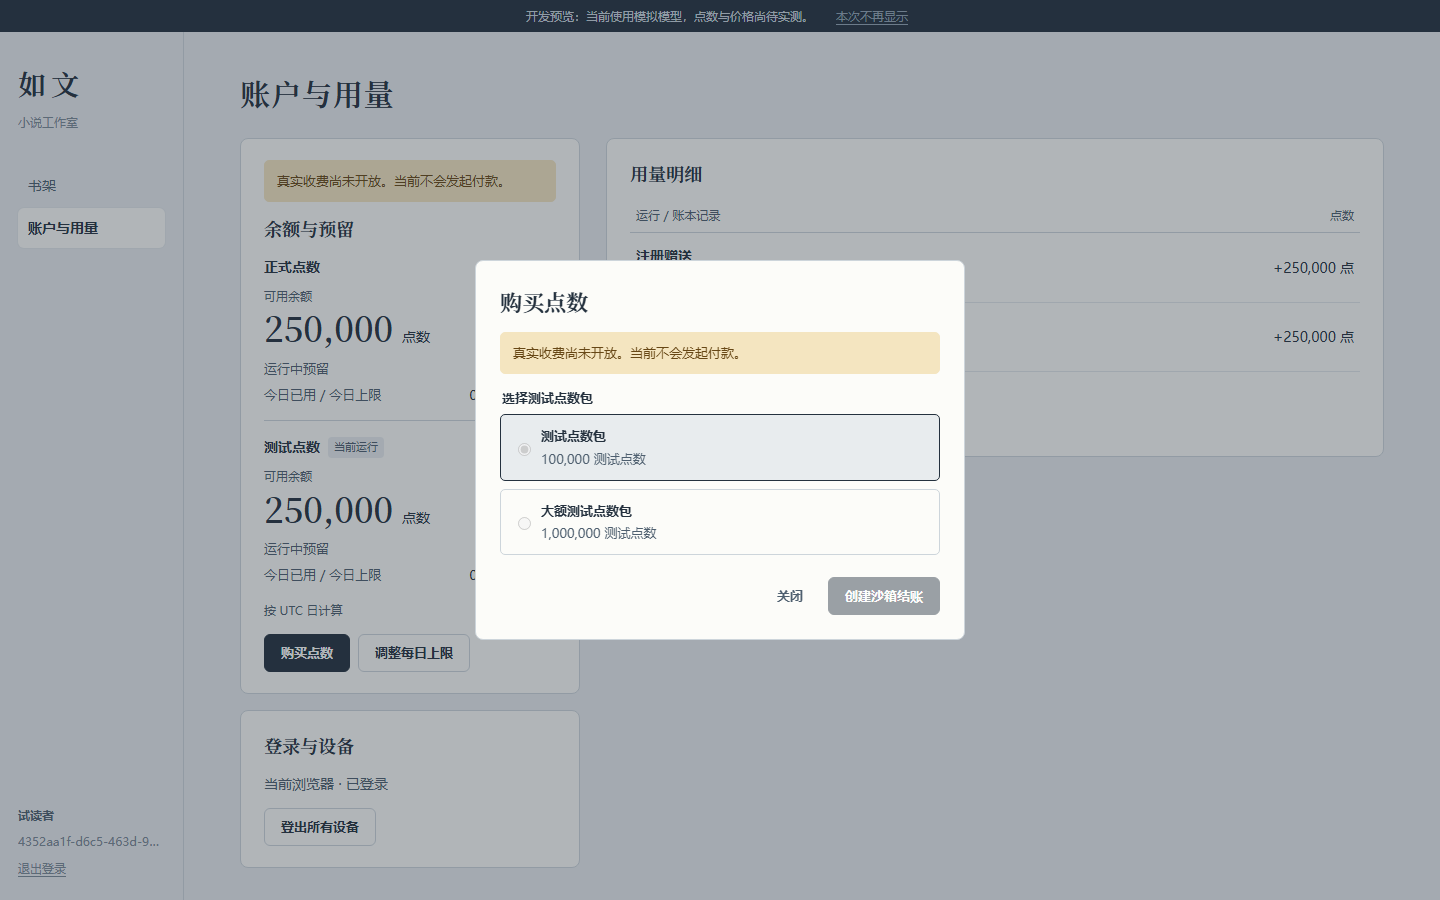 开发预览：当前使用模拟模型，点数与价格尚待实测。 本次不再显示
如文
小说工作室
书架
账户与用量
试读者
4352aa1f-d6c5-463d-9...
退出登录
账户与用量
真实收费尚未开放。当前不会发起付款。
余额与预留
正式点数
可用余额
250,000 点数
运行中预留
今日已用 / 今日上限
测试点数 当前运行
可用余额
250,000 点数
运行中预留
今日已用 / 今日上限
按 UTC 日计算
购买点数 调整每日上限
登录与设备
当前浏览器 · 已登录
登出所有设备
用量明细
运行 / 账本记录 点数
注册赠送
+250,000 点
+250,000 点
购买点数
真实收费尚未开放。当前不会发起付款。
选择测试点数包
测试点数包
100,000 测试点数
大额测试点数包
1,000,000 测试点数
关闭 创建沙箱结账